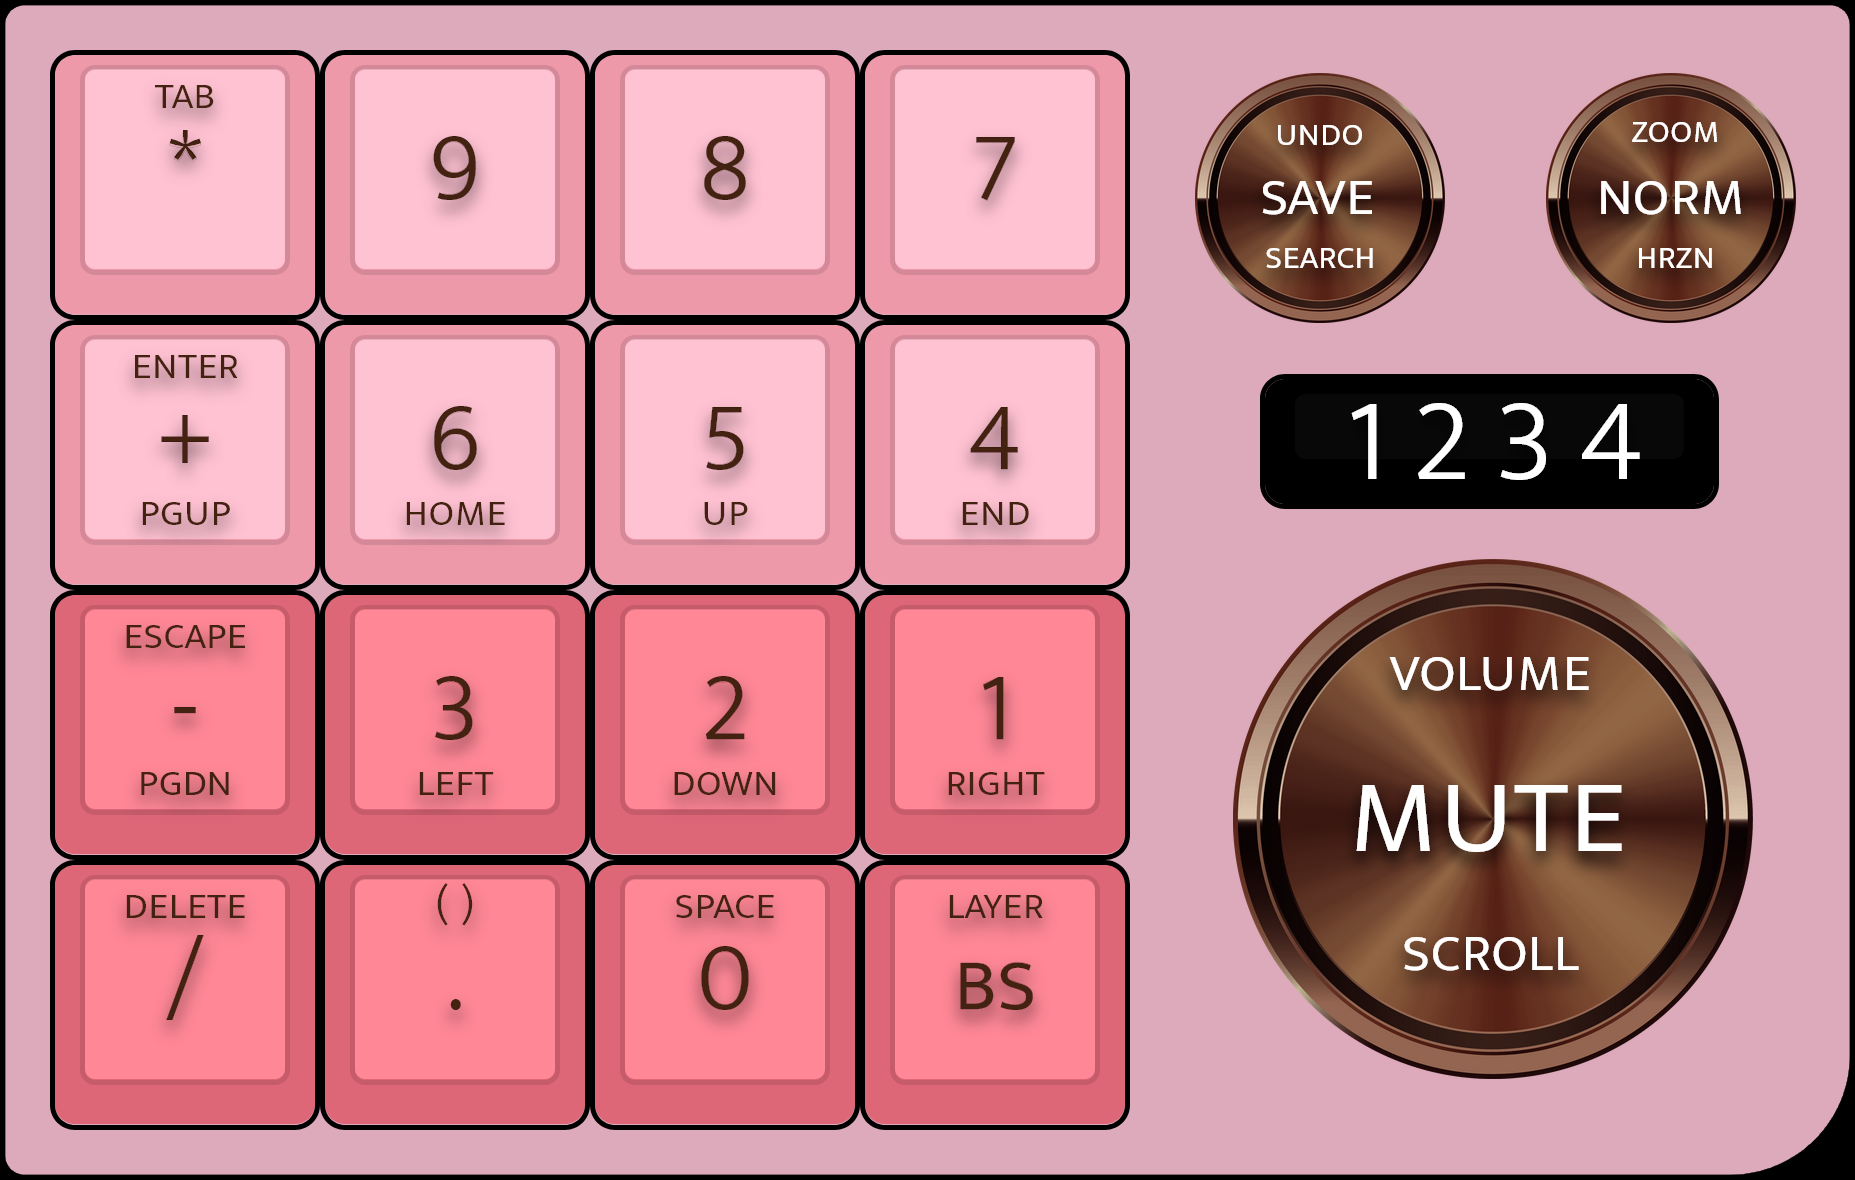 TAB
*
9
8
7
ENTER
+
PGUP
6
HOME
5
UP
4
END
ESCAPE
-
PGDN
3
LEFT
2
DOWN
1
RIGHT
DELETE
/
( )
.
SPACE
0
LAYER
BS
UNDO
SAVE
SEARCH
ZOOM
NORM
HRZN
1 2 3 4
VOLUME
MUTE
SCROLL